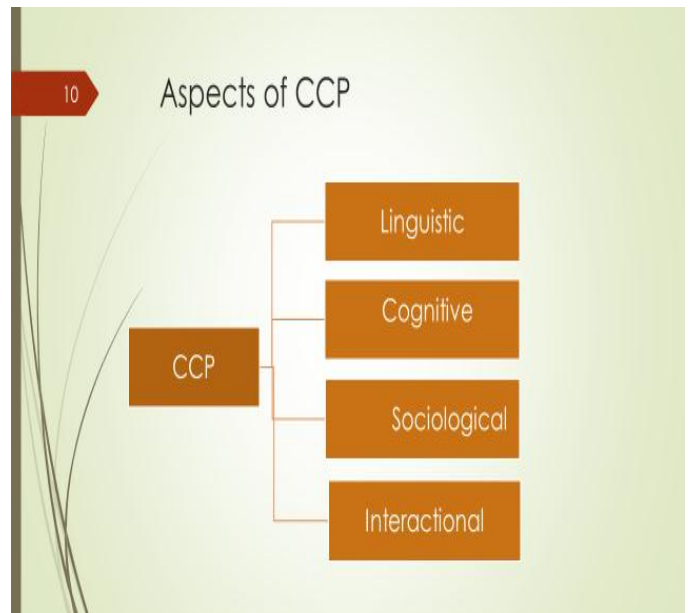 10
Aspects of CCP
CCP
Linguistic
Cognitive
Sociological
Interactional